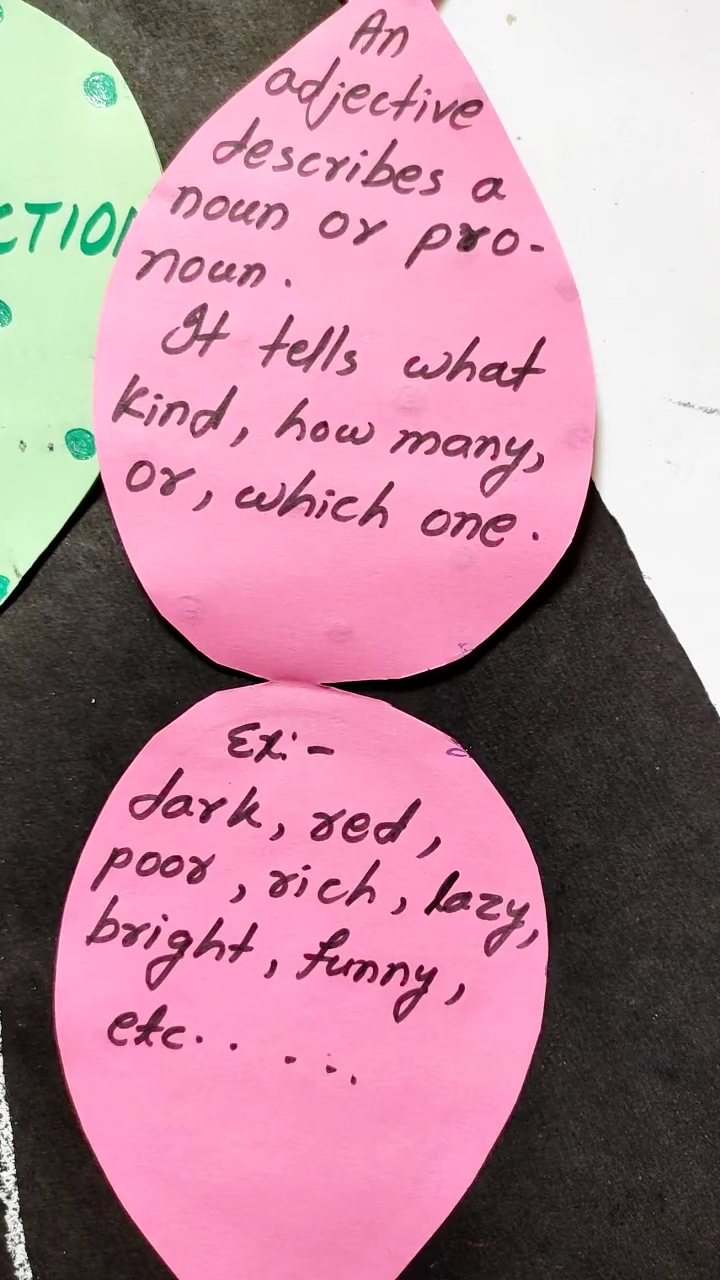 CTION
An
adjective
describes a
noun or pro-
noun.
It tells what
kind, how many,
or, which one.
Ex:-
dark, red,
poor, rich, lazy,
bright, funny,
etc. . . . .